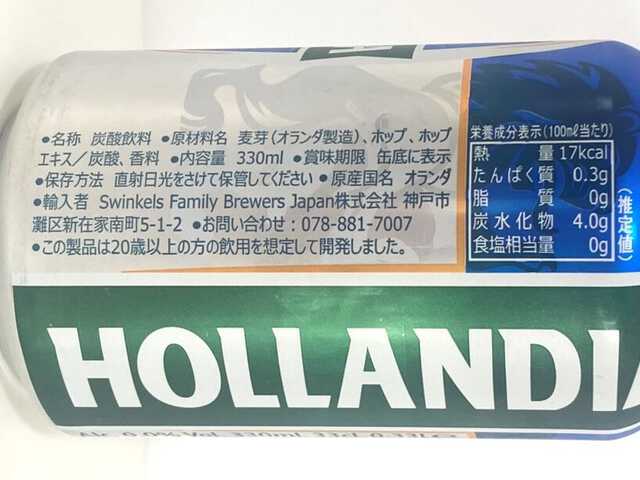 ●名称 炭酸飲料 ●原材料名 麦芽(オランダ製造)、ホップ、ホップ
エキス/炭酸、香料 ●内容量 330ml ●賞味期限 缶底に表示
●保存方法 直射日光をさけて保管してください ●原産国名 オランダ
●輸入者 Swinkels Family Brewers Japan株式会社 神戸市
灘区新在家南町5-1-2 ●お問い合わせ:078-881-7007
●この製品は20歳以上の方の飲用を想定して開発しました。
栄養成分表示(100mℓ当たり)
熱量 17kcal
たんぱく質 0.3g
脂質 0g
炭水化物 4.0g
食塩相当量 0g
(推定値)
HOLLANDIA
Alc. 0.0% Vol. 330ml 33cl 0.33L